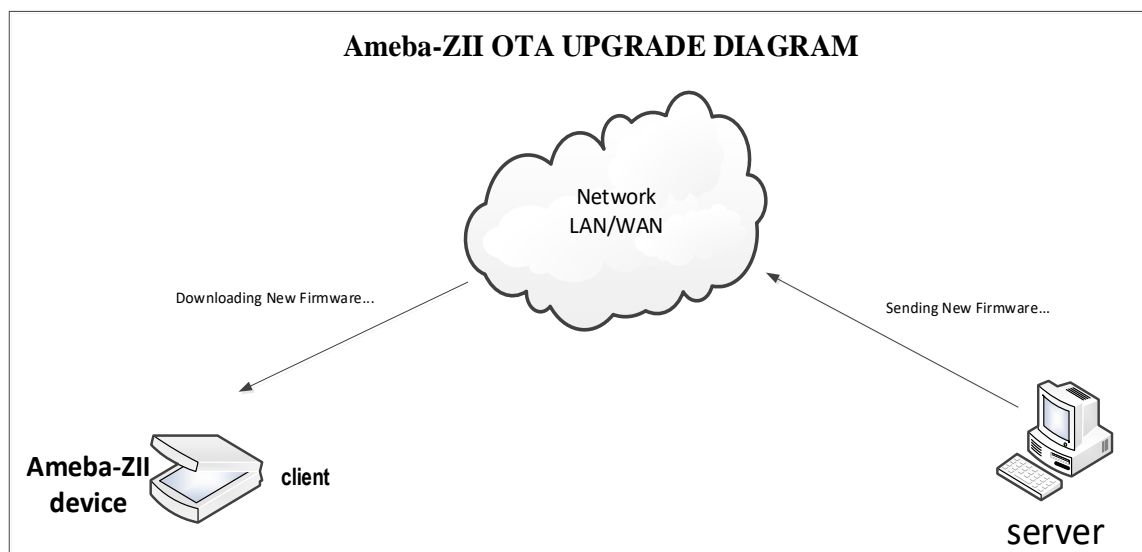 Ameba-ZII OTA UPGRADE DIAGRAM
Network
LAN/WAN
Downloading New Firmware...
Sending New Firmware...
Ameba-ZII
device
client
server